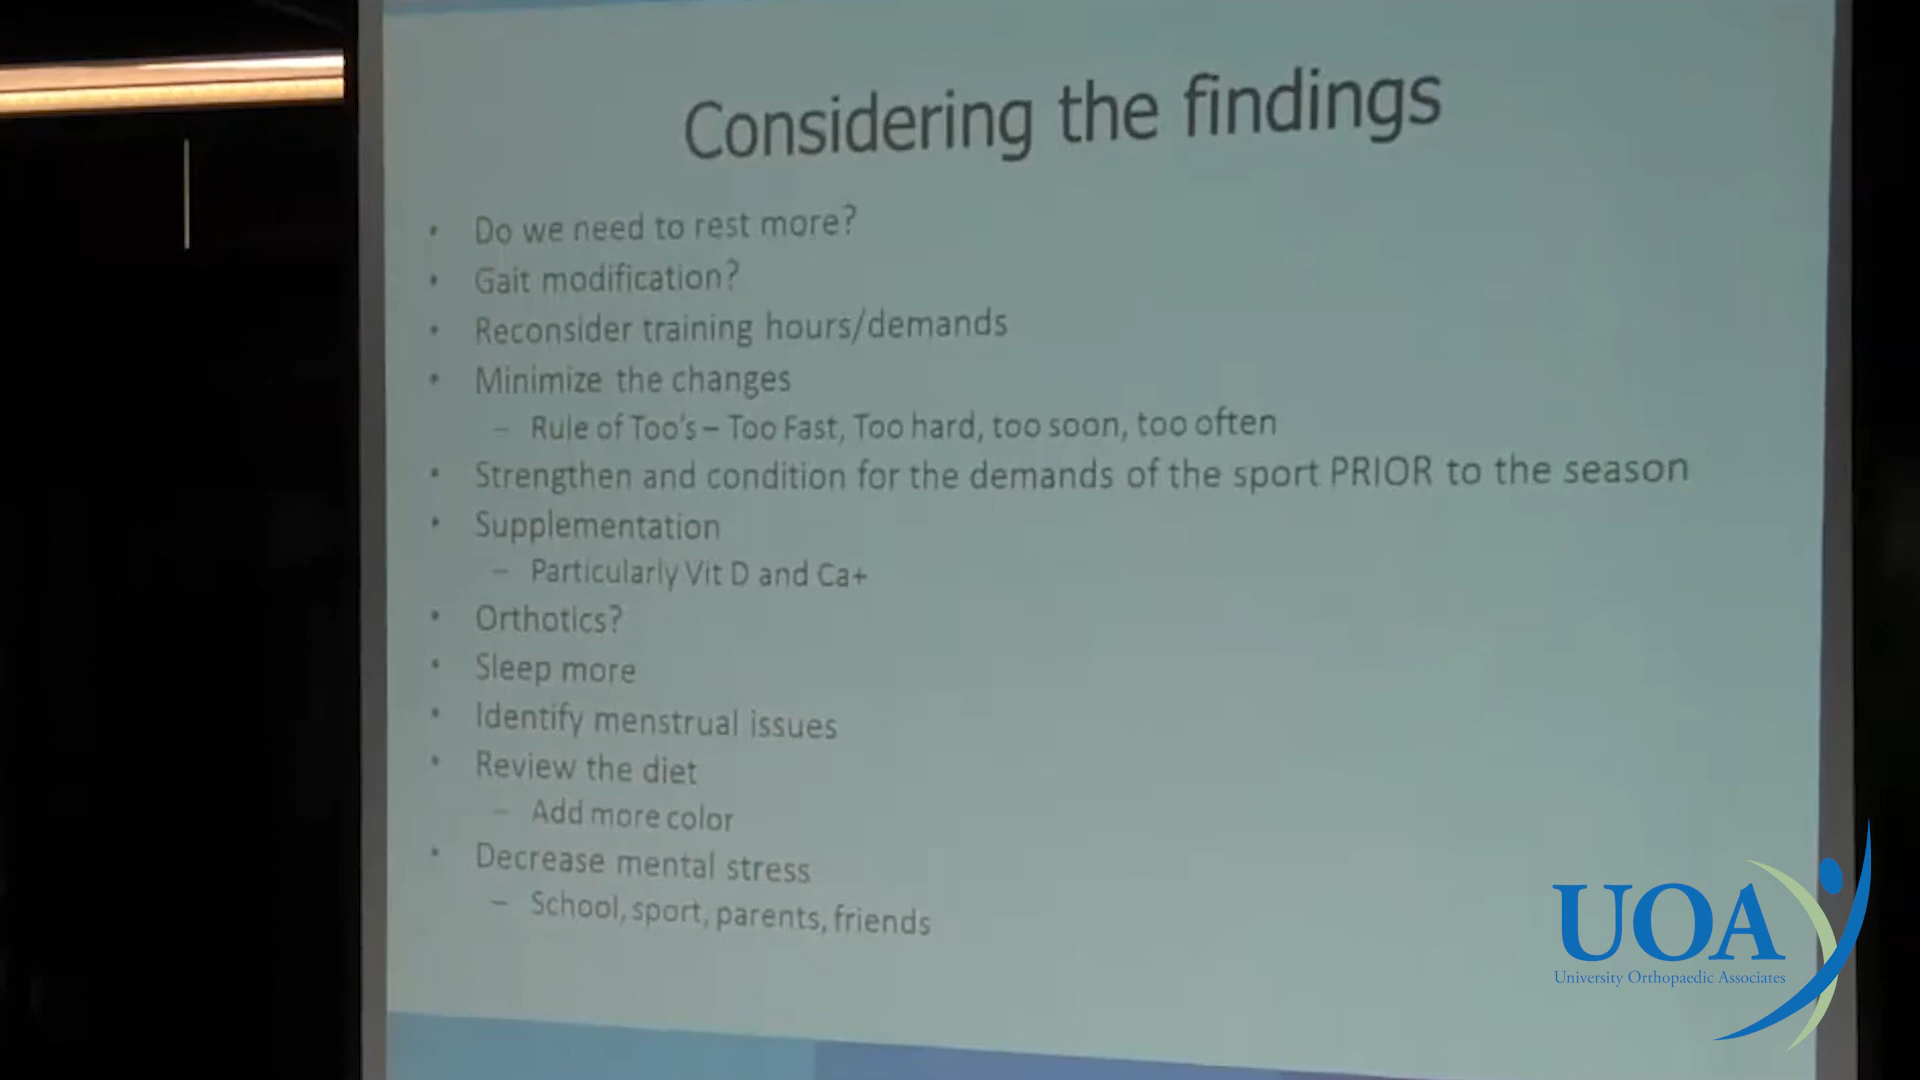 Considering the findings
• Do we need to rest more?
• Gait modification?
• Reconsider training hours/demands
• Minimize the changes
– Rule of Too's – Too Fast, Too hard, too soon, too often
• Strengthen and condition for the demands of the sport PRIOR to the season
• Supplementation
– Particularly Vit D and Ca+
• Orthotics?
• Sleep more
• Identify menstrual issues
• Review the diet
– Add more color
• Decrease mental stress
– School, sport, parents, friends
UOA
University Orthopaedic Associates